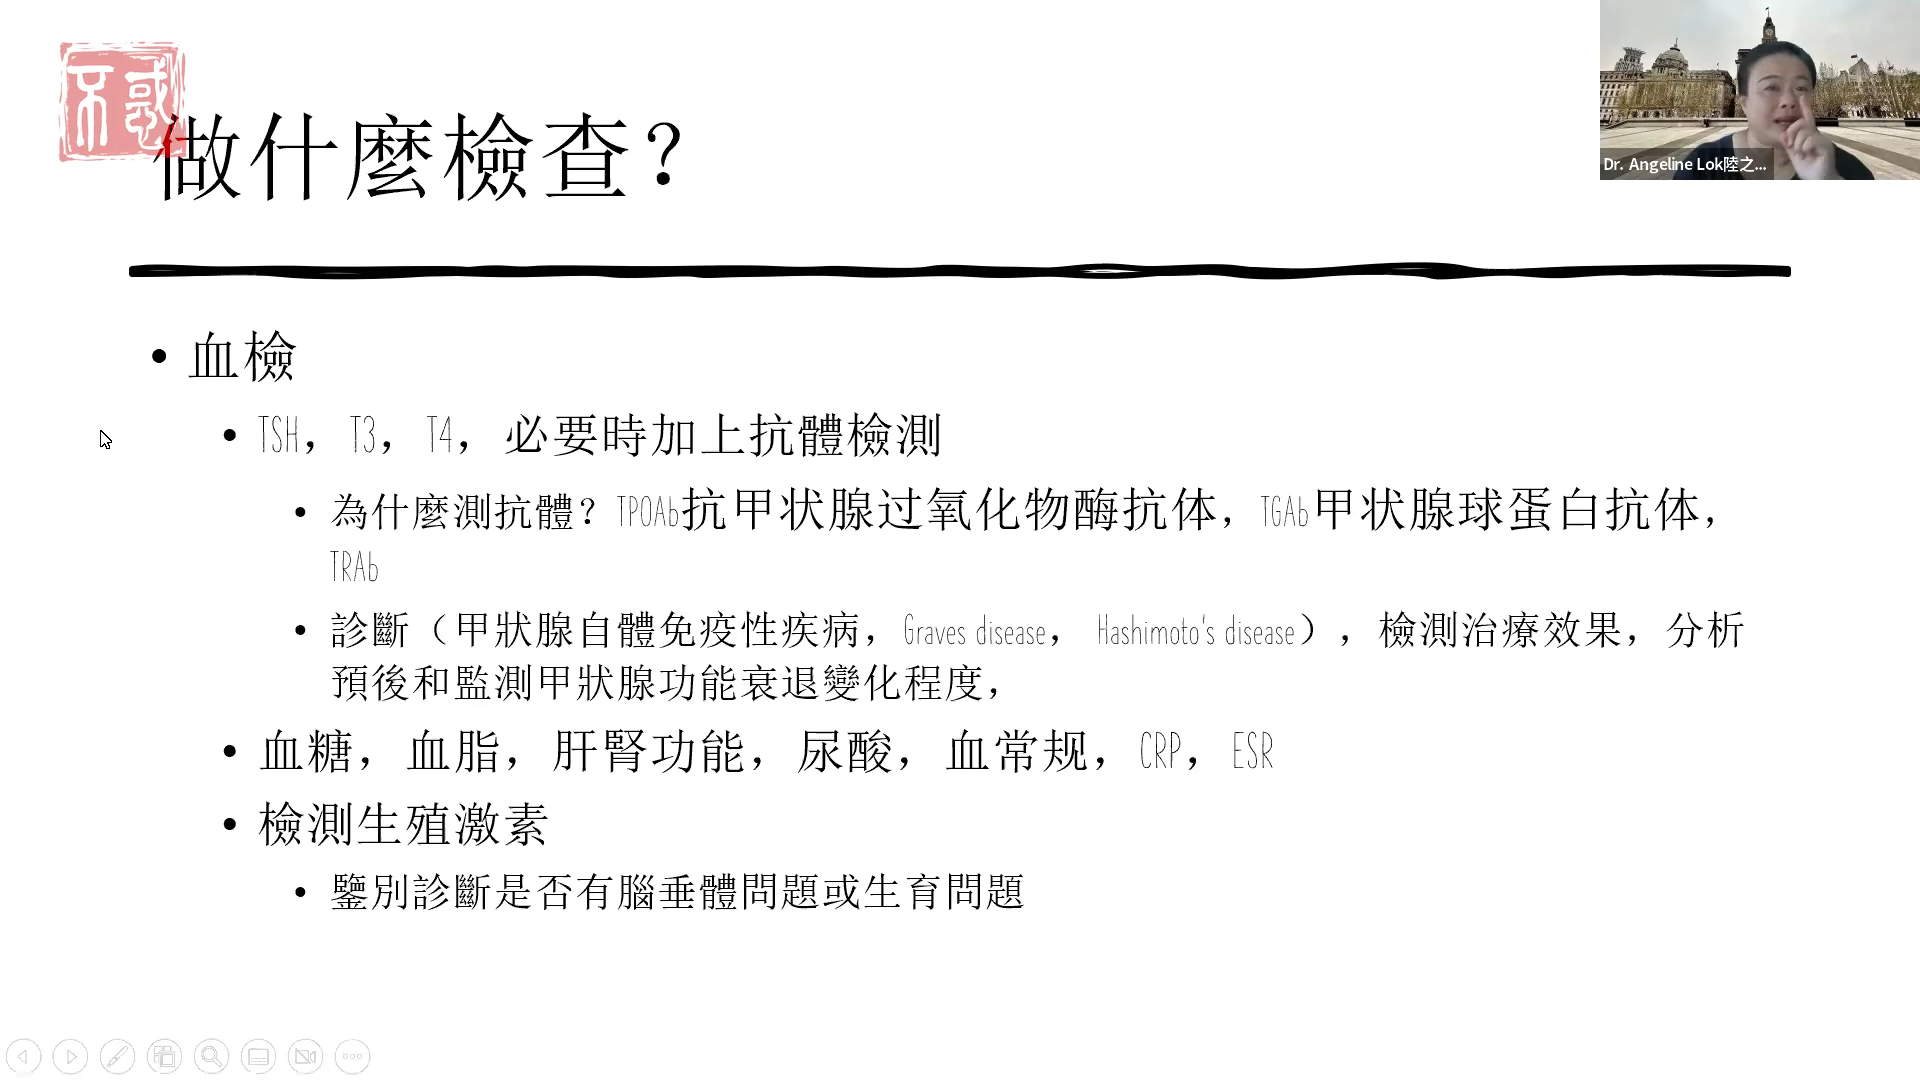 不惑
做什麼檢查？
Dr. Angeline Lok陸之...
• 血檢
• TSH，T3，T4，必要時加上抗體檢測
• 為什麼測抗體？TPOAb抗甲状腺过氧化物酶抗体，TGAb甲状腺球蛋白抗体，
TRAb
• 診斷（甲狀腺自體免疫性疾病，Graves disease， Hashimoto's disease），檢測治療效果，分析
預後和監測甲狀腺功能衰退變化程度，
• 血糖，血脂，肝腎功能，尿酸，血常规，CRP，ESR
• 檢測生殖激素
• 鑒別診斷是否有腦垂體問題或生育問題